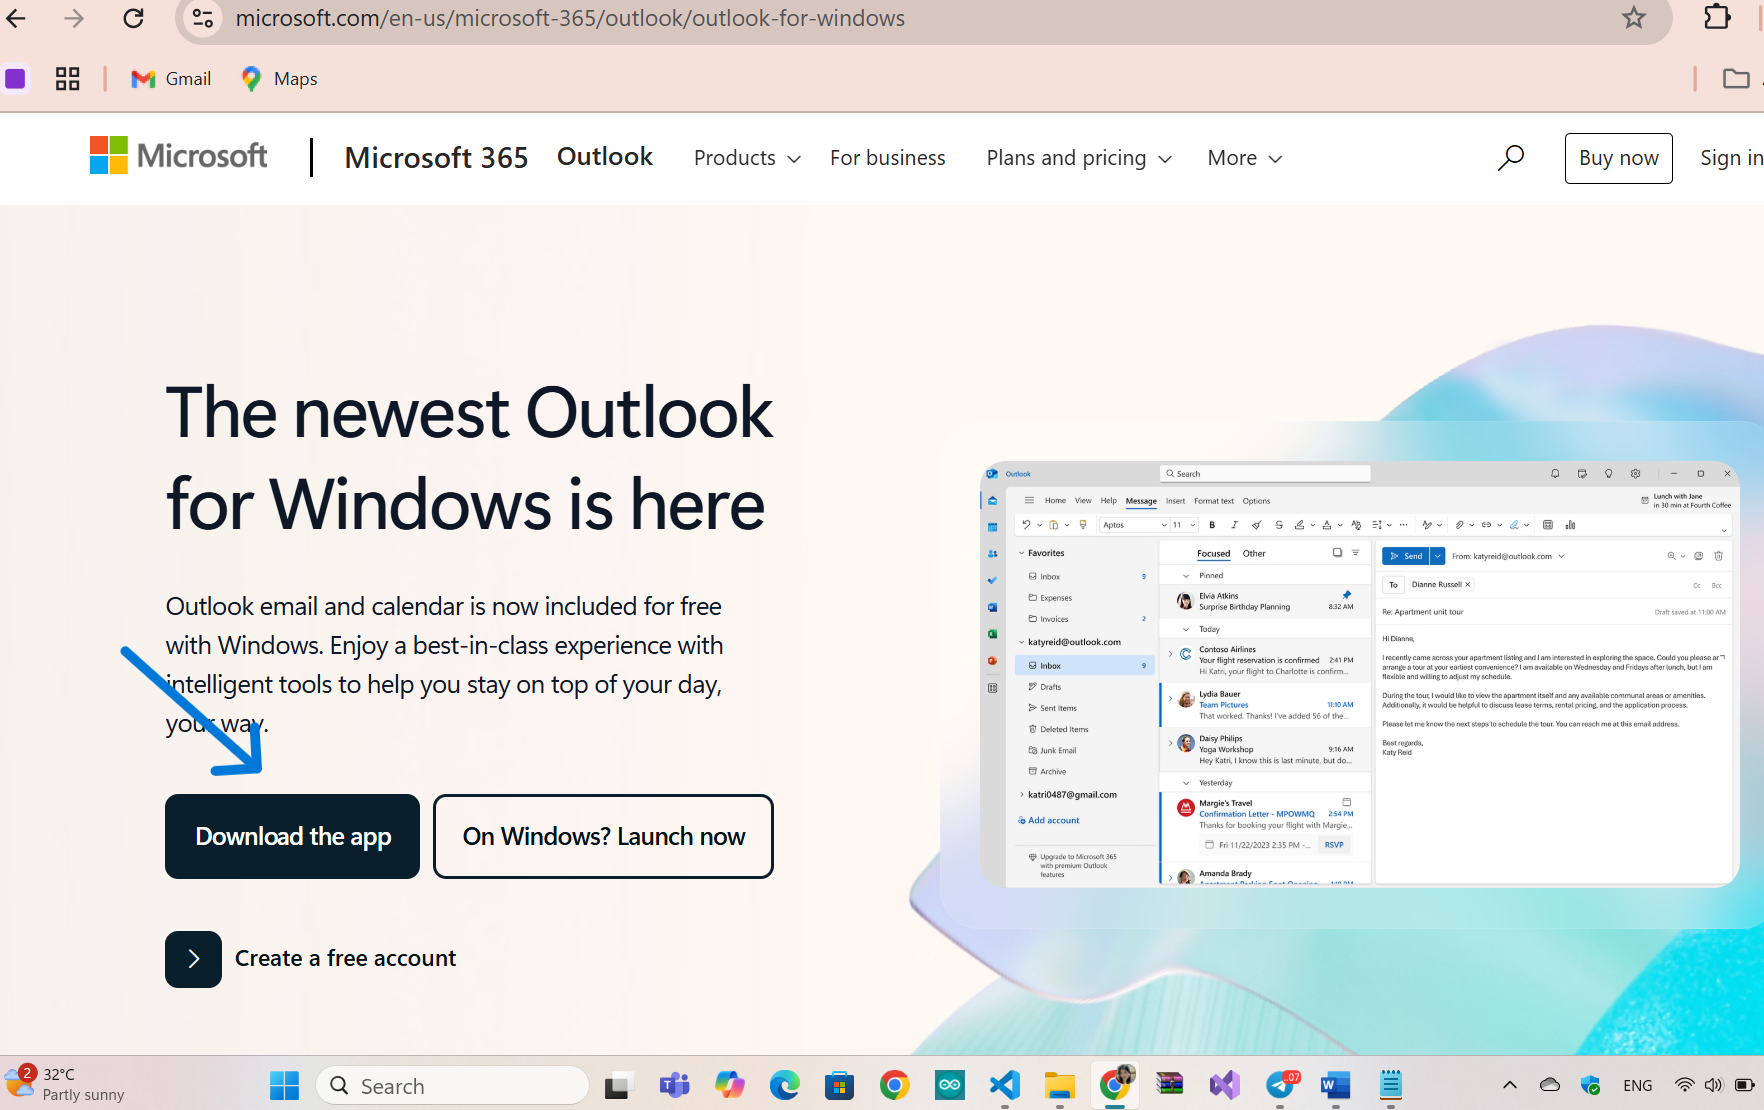 microsoft.com/en-us/microsoft-365/outlook/outlook-for-windows
Gmail
Maps
Microsoft
Microsoft 365
Outlook
Products
For business
Plans and pricing
More
Buy now
Sign in
The newest Outlook
for Windows is here
Outlook email and calendar is now included for free
with Windows. Enjoy a best-in-class experience with
intelligent tools to help you stay on top of your day,
your way.
Download the app
On Windows? Launch now
Create a free account
Outlook
Search
Home View Help Message Insert Format text Options
Lunch with Jane
in 30 min at Fourth Coffee
Aptos 11
Favorites
Inbox 9
Expenses
Invoices 2
katyreid@outlook.com
Inbox 9
Drafts
Sent Items
Deleted Items
Junk Email
Archive
katri0487@gmail.com
Add account
Upgrade to Microsoft 365
with premium Outlook
features
Focused Other
Pinned
Elvia Atkins
Surprise Birthday Planning 8:32 AM
Today
Contoso Airlines
Your flight reservation is confirmed 2:41 PM
Hi Katri, your flight to Charlotte is confirm...
Lydia Bauer
Team Pictures 11:10 AM
That worked. Thanks! I've added 56 of the...
Daisy Philips
Yoga Workshop 9:16 AM
Hey Katri, I know this is last minute, but do...
Yesterday
Margie's Travel
Confirmation Letter - MPOWMQ 2:54 PM
Thanks for booking your flight with Margie...
Fri 11/22/2023 2:35 PM -... RSVP
Amanda Brady
Send From: katyreid@outlook.com
To Dianne Russell Cc Bcc
Re: Apartment unit tour Draft saved at 11:00 AM
Hi Dianne,
I recently came across your apartment listing and I am interested in exploring the space. Could you please
arrange a tour at your earliest convenience? I am available on Wednesday and Fridays after lunch, but I am
flexible and willing to adjust my schedule.
During the tour, I would like to view the apartment itself and any available communal areas or amenities.
Additionally, it would be helpful to discuss lease terms, rental pricing, and the application process.
Please let me know the next steps to schedule the tour. You can reach me at this email address.
Best regards,
Katy Reid
2
32°C
Partly sunny
Search
ENG